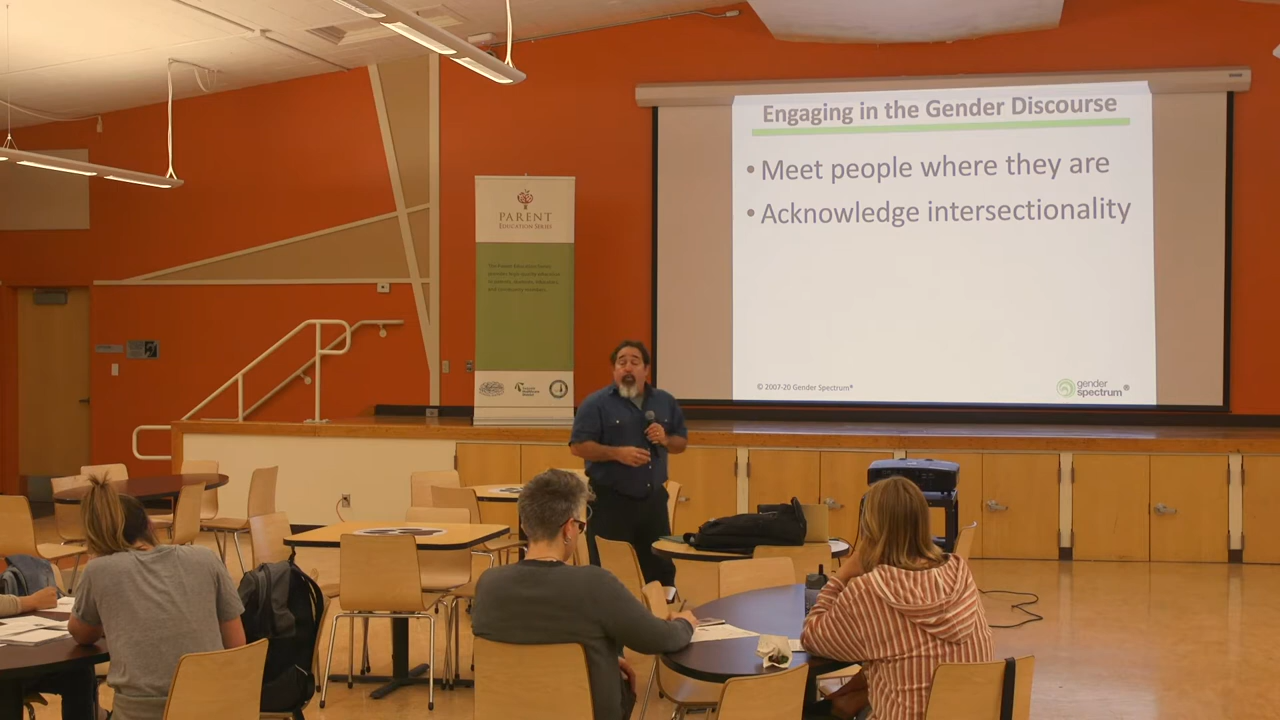 Engaging in the Gender Discourse
• Meet people where they are
• Acknowledge intersectionality
© 2007-20 Gender Spectrum®
gender
spectrum®
PARENT
EDUCATION SERIES